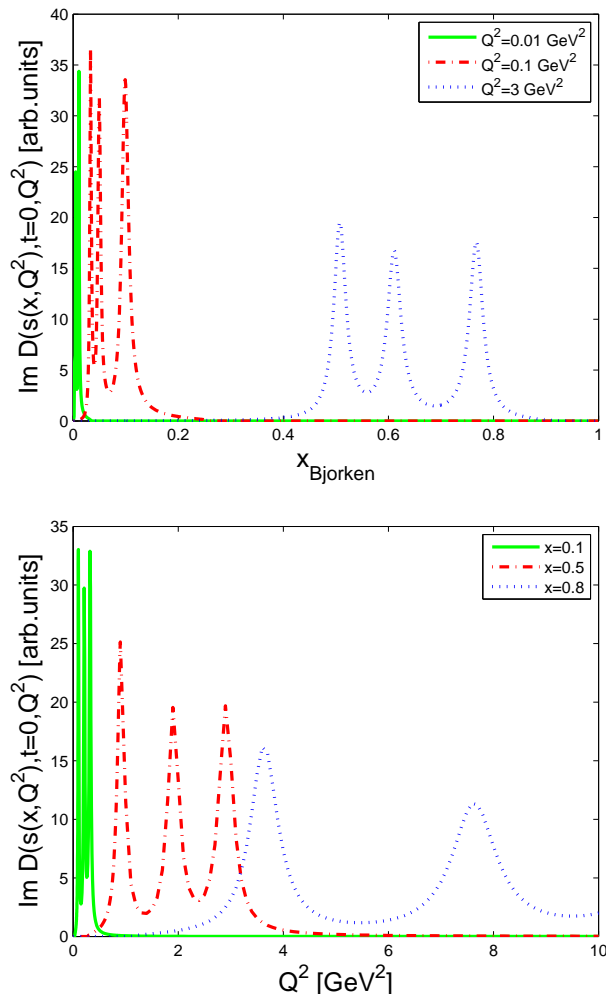 40
35
30
25
20
15
10
5
0
Im D(s(x,Q²),t=0,Q²) [arb.units]
Q²=0.01 GeV²
Q²=0.1 GeV²
Q²=3 GeV²
0 0.2 0.4 0.6 0.8 1
x_Bjorken
35
30
25
20
15
10
5
0
Im D(s(x,Q²),t=0,Q²) [arb.units]
x=0.1
x=0.5
x=0.8
0 2 4 6 8 10
Q² [GeV²]